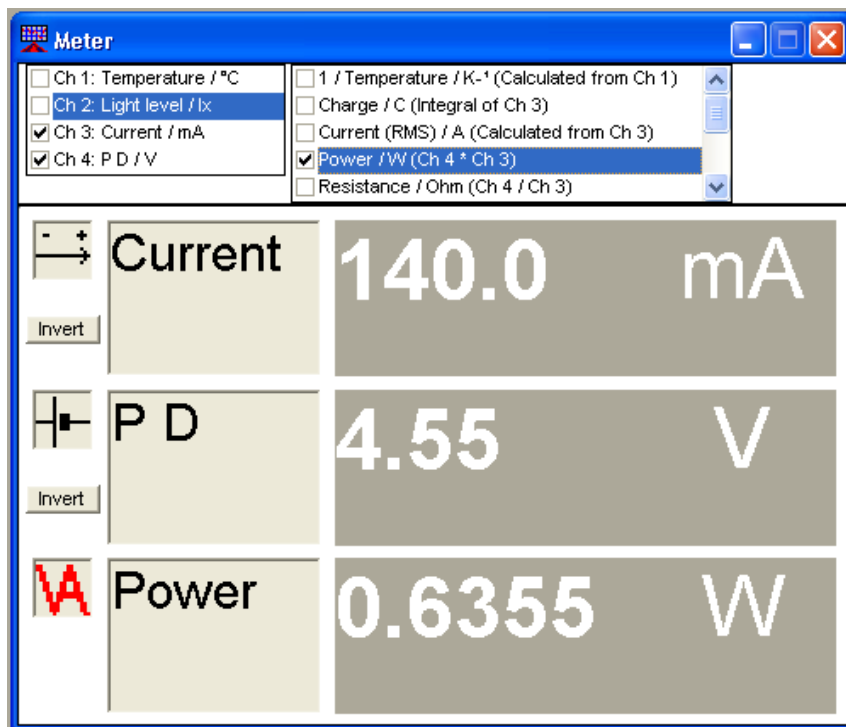 Meter
Ch 1: Temperature / °C
Ch 2: Light level / lx
Ch 3: Current / mA
Ch 4: P D / V
1 / Temperature / K-¹ (Calculated from Ch 1)
Charge / C (Integral of Ch 3)
Current (RMS) / A (Calculated from Ch 3)
Power / W (Ch 4 * Ch 3)
Resistance / Ohm (Ch 4 / Ch 3)
- +
Current
140.0 mA
Invert
P D
4.55 V
Invert
Power
0.6355 W